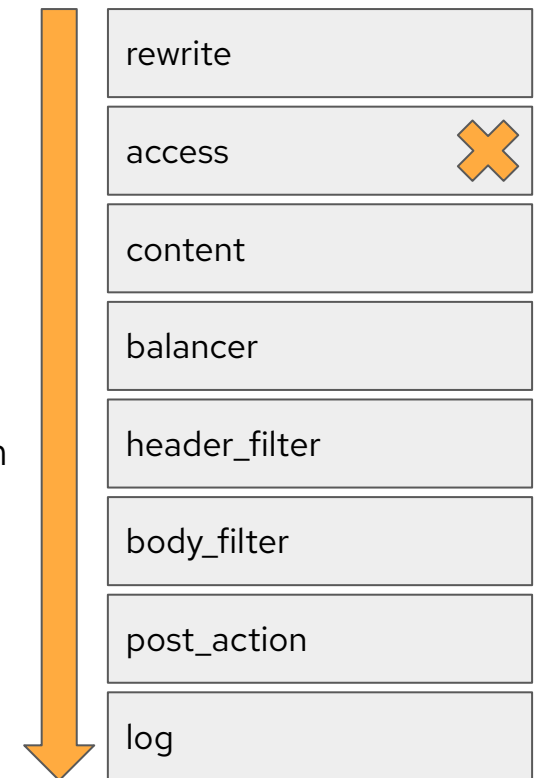 rewrite
access
content
balancer
header_filter
body_filter
post_action
log